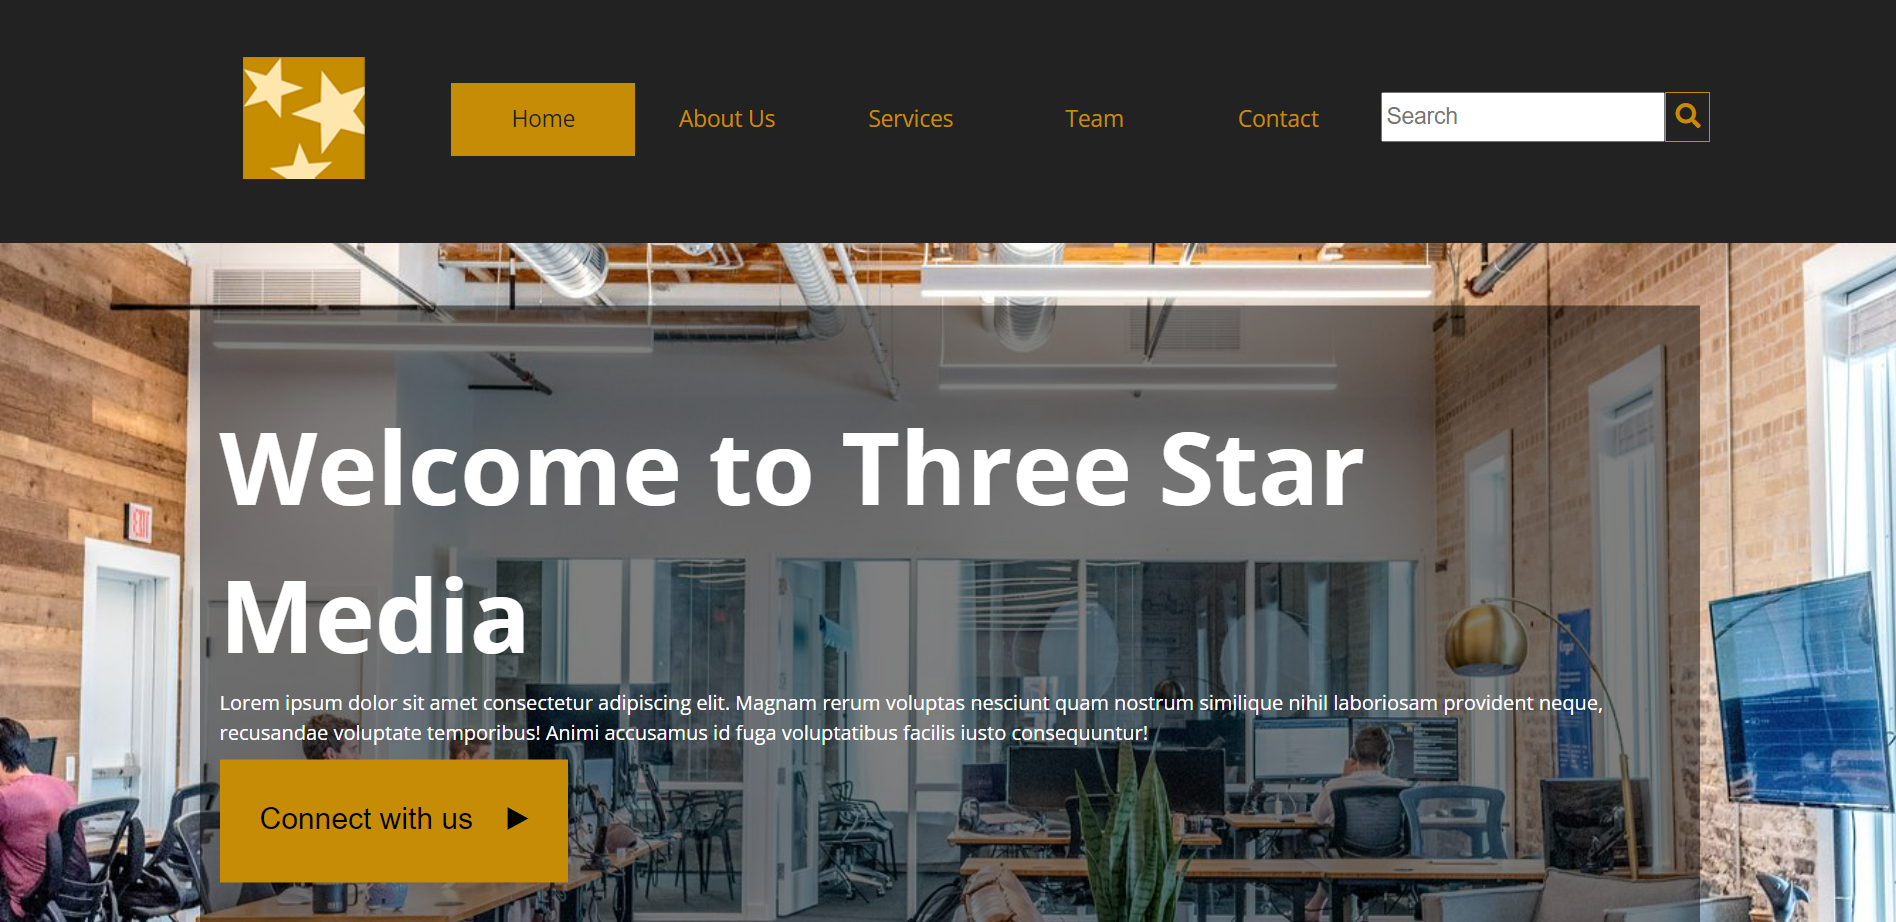 Home About Us Services Team Contact Search
EXIT
Welcome to Three Star
Media
Lorem ipsum dolor sit amet consectetur adipiscing elit. Magnam rerum voluptas nesciunt quam nostrum similique nihil laboriosam provident neque,
recusandae voluptate temporibus! Animi accusamus id fuga voluptatibus facilis iusto consequuntur!
Connect with us